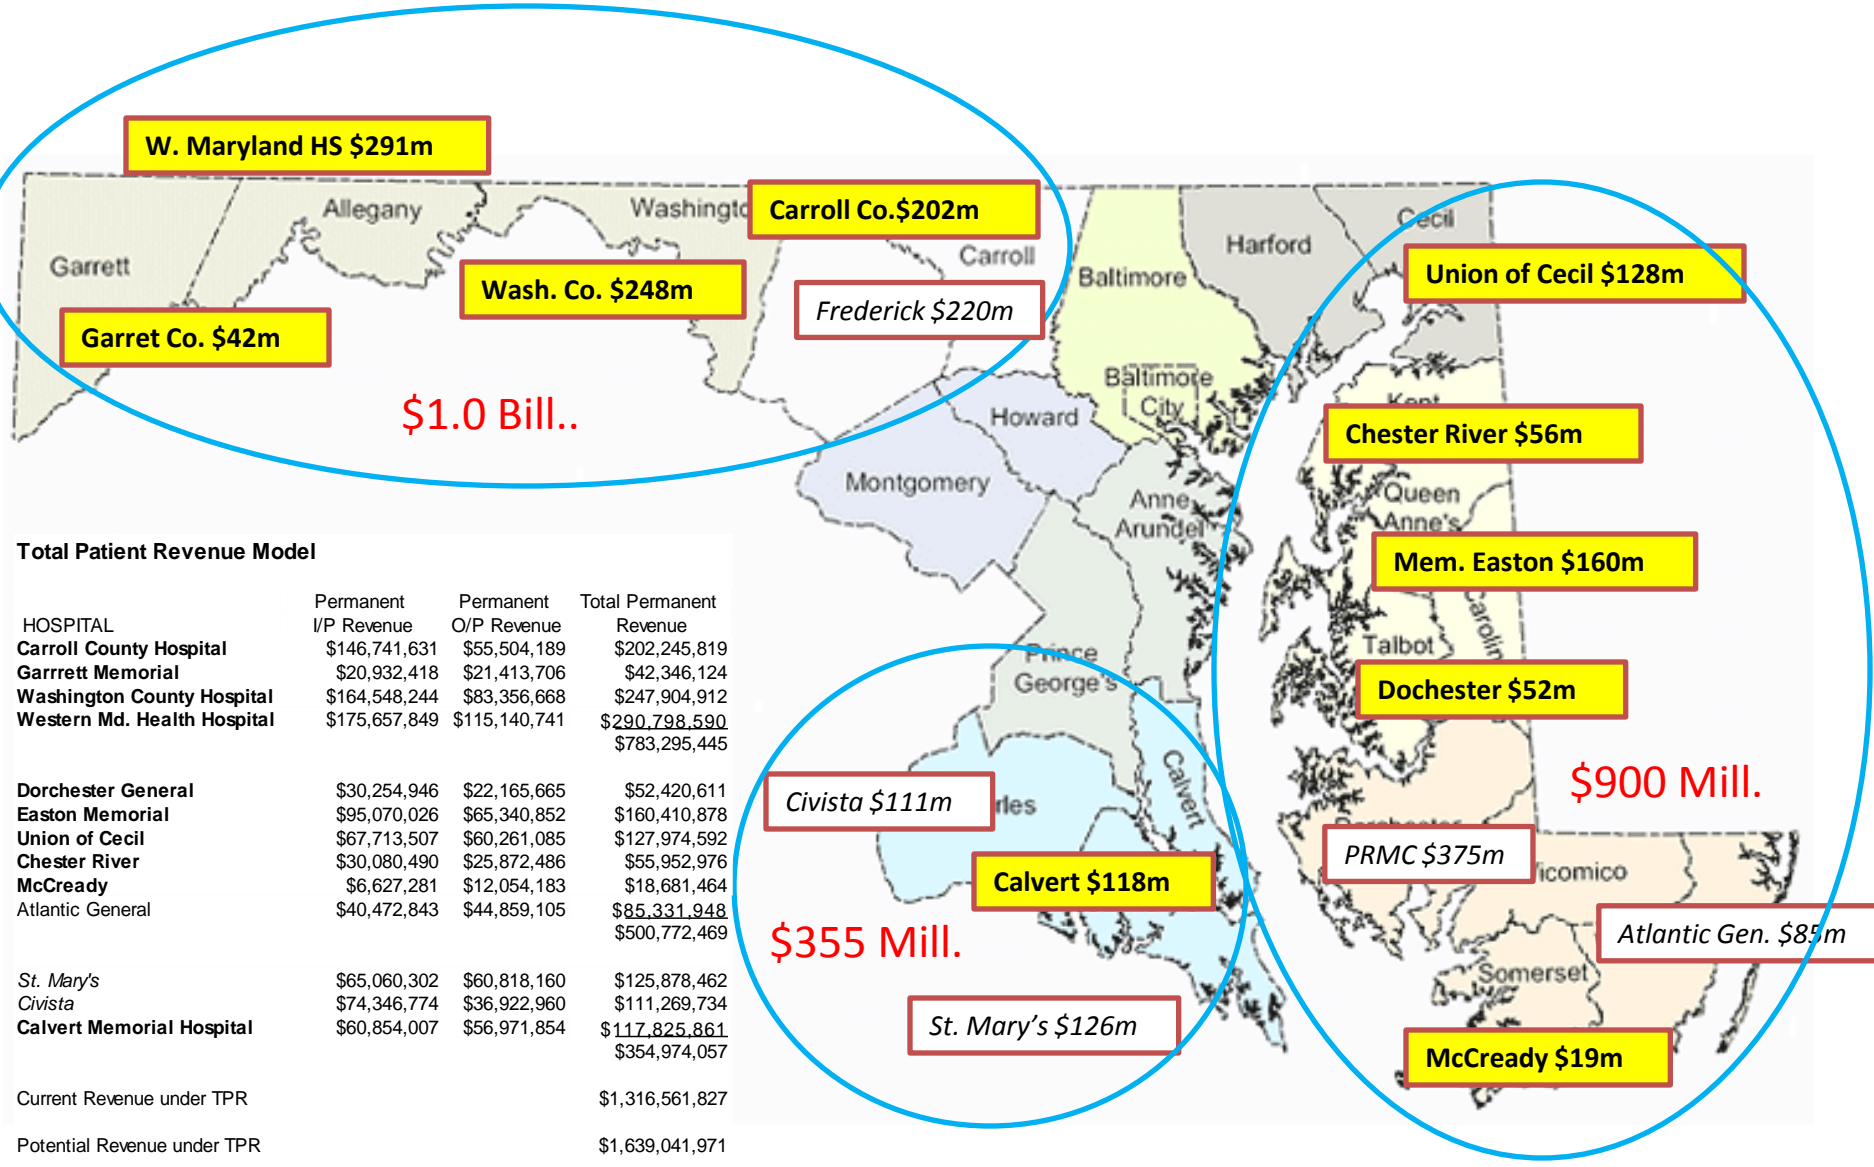 W. Maryland HS $291m
Allegany
Washingto
Carroll Co.$202m
Cecil
Harford
Carroll
Garrett
Baltimore
Union of Cecil $128m
Wash. Co. $248m
Frederick $220m
Garret Co. $42m
Baltimore
City
$1.0 Bill..
Howard
Kent
Chester River $56m
Montgomery
Queen
Anne's
Anne
Arundel
Mem. Easton $160m
Carolin
Talbot
Prince
George's
Dochester $52m
Calvert
$900 Mill.
Civista $111m
rles
Dorchester
PRMC $375m
icomico
Calvert $118m
$355 Mill.
Atlantic Gen. $85m
Somerset
St. Mary’s $126m
McCready $19m
Total Patient Revenue Model
Permanent Permanent Total Permanent
HOSPITAL I/P Revenue O/P Revenue Revenue
Carroll County Hospital $146,741,631 $55,504,189 $202,245,819
Garrrett Memorial $20,932,418 $21,413,706 $42,346,124
Washington County Hospital $164,548,244 $83,356,668 $247,904,912
Western Md. Health Hospital $175,657,849 $115,140,741 $290,798,590
$783,295,445
Dorchester General $30,254,946 $22,165,665 $52,420,611
Easton Memorial $95,070,026 $65,340,852 $160,410,878
Union of Cecil $67,713,507 $60,261,085 $127,974,592
Chester River $30,080,490 $25,872,486 $55,952,976
McCready $6,627,281 $12,054,183 $18,681,464
Atlantic General $40,472,843 $44,859,105 $85,331,948
$500,772,469
St. Mary's $65,060,302 $60,818,160 $125,878,462
Civista $74,346,774 $36,922,960 $111,269,734
Calvert Memorial Hospital $60,854,007 $56,971,854 $117,825,861
$354,974,057
Current Revenue under TPR $1,316,561,827
Potential Revenue under TPR $1,639,041,971